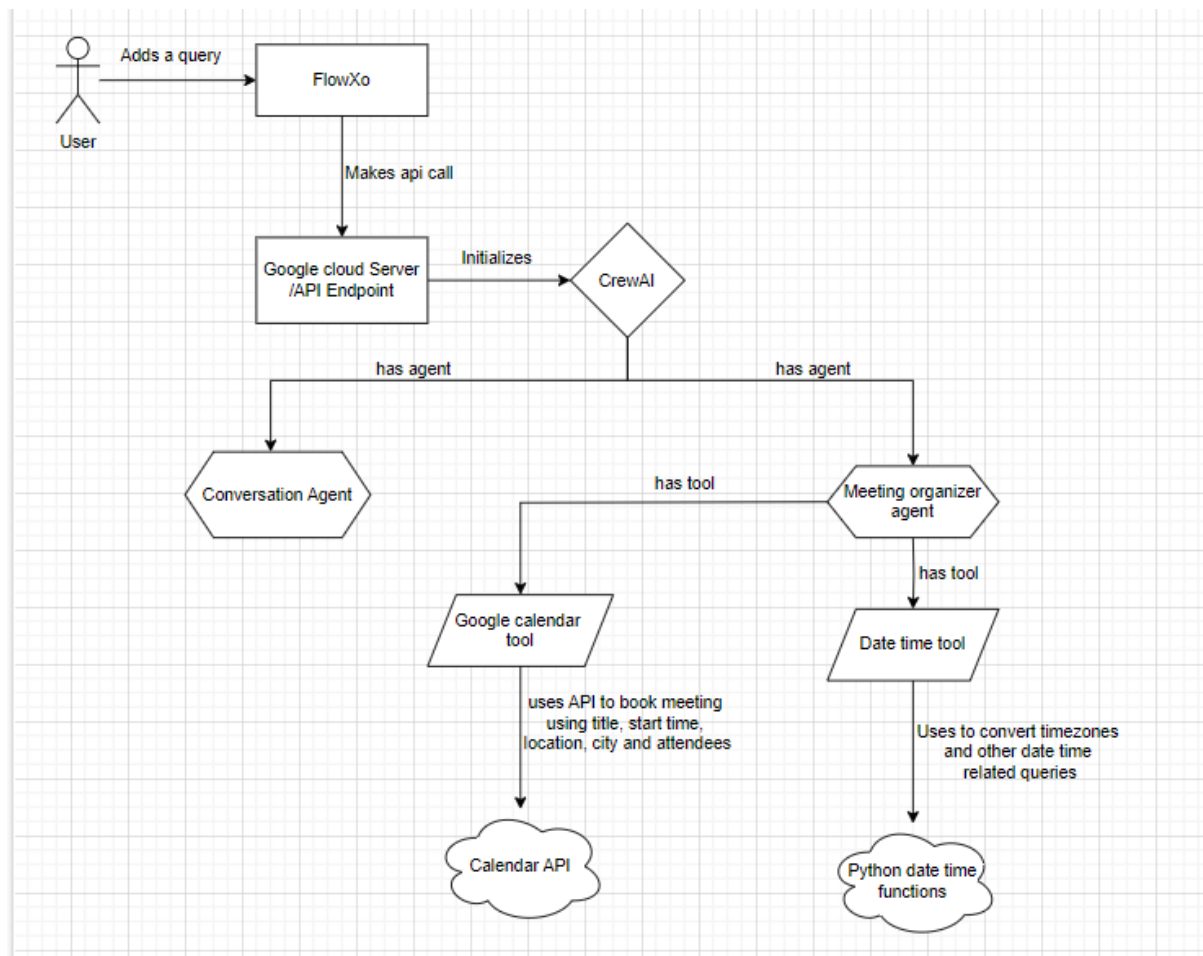 Adds a query
FlowXo
User
Makes api call
Google cloud Server
/API Endpoint
Initializes
CrewAI
has agent
has agent
Conversation Agent
has tool
Meeting organizer
agent
has tool
Google calendar
tool
Date time tool
uses API to book meeting
using title, start time,
location, city and attendees
Uses to convert timezones
and other date time
related queries
Calendar API
Python date time
functions